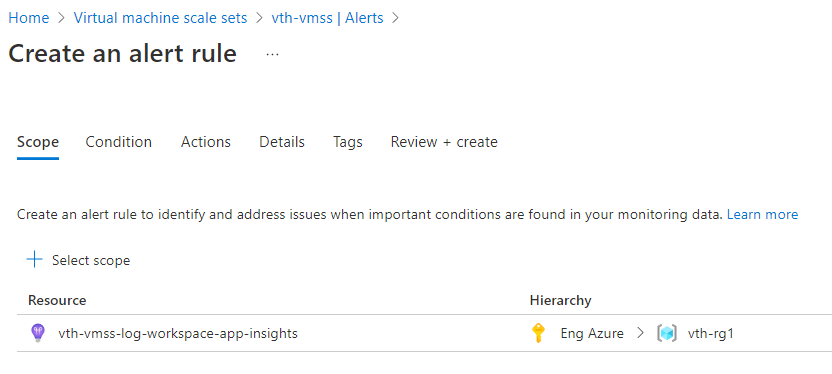 Home > Virtual machine scale sets > vth-vmss | Alerts >
Create an alert rule ...
Scope Condition Actions Details Tags Review + create
Create an alert rule to identify and address issues when important conditions are found in your monitoring data. Learn more
+ Select scope
Resource Hierarchy
vth-vmss-log-workspace-app-insights Eng Azure > vth-rg1